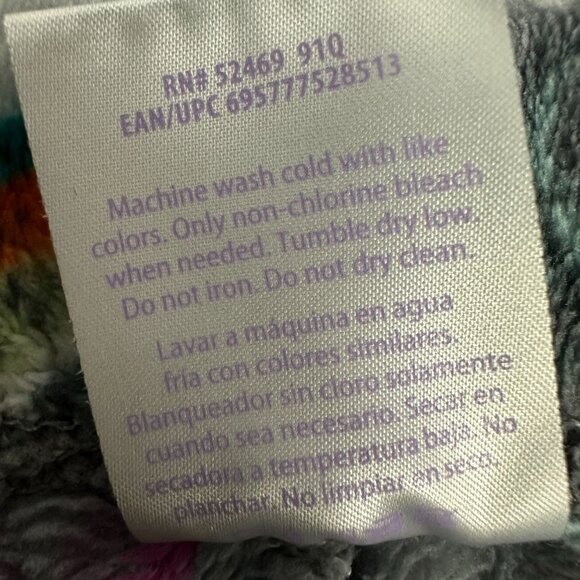 RN# 52469 91Q
EAN/UPC 695777528513
Machine wash cold with like
colors. Only non-chlorine bleach
when needed. Tumble dry low.
Do not iron. Do not dry clean.
Lavar a máquina en agua
fría con colores similares.
Blanqueador sin cloro solamente
cuando sea necesario. Secar en
secadora a temperatura baja. No
planchar. No limpiar en seco.